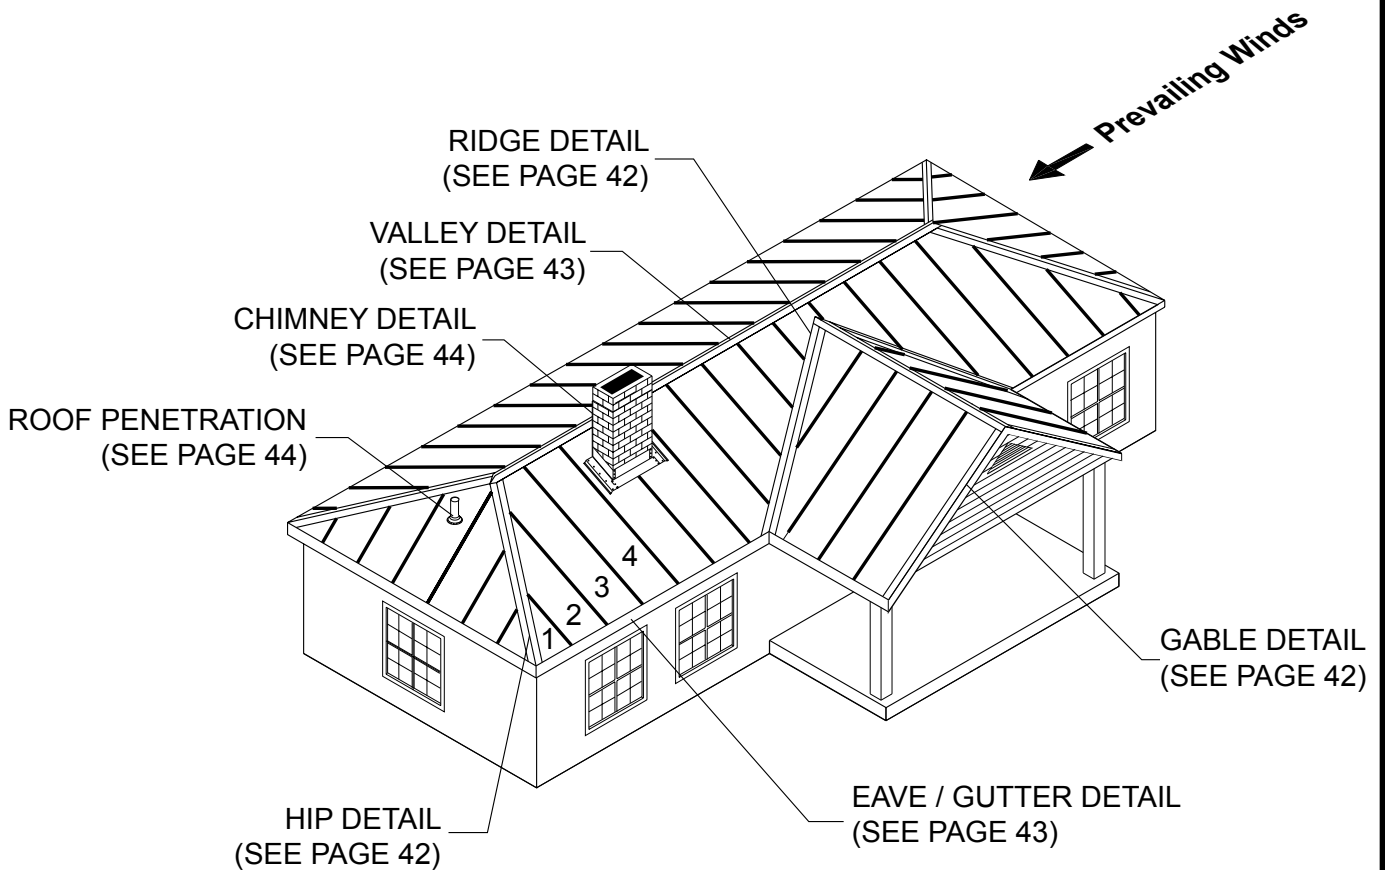 Prevailing Winds
RIDGE DETAIL
(SEE PAGE 42)
VALLEY DETAIL
(SEE PAGE 43)
CHIMNEY DETAIL
(SEE PAGE 44)
ROOF PENETRATION
(SEE PAGE 44)
4
3
2
1
GABLE DETAIL
(SEE PAGE 42)
EAVE / GUTTER DETAIL
(SEE PAGE 43)
HIP DETAIL
(SEE PAGE 42)